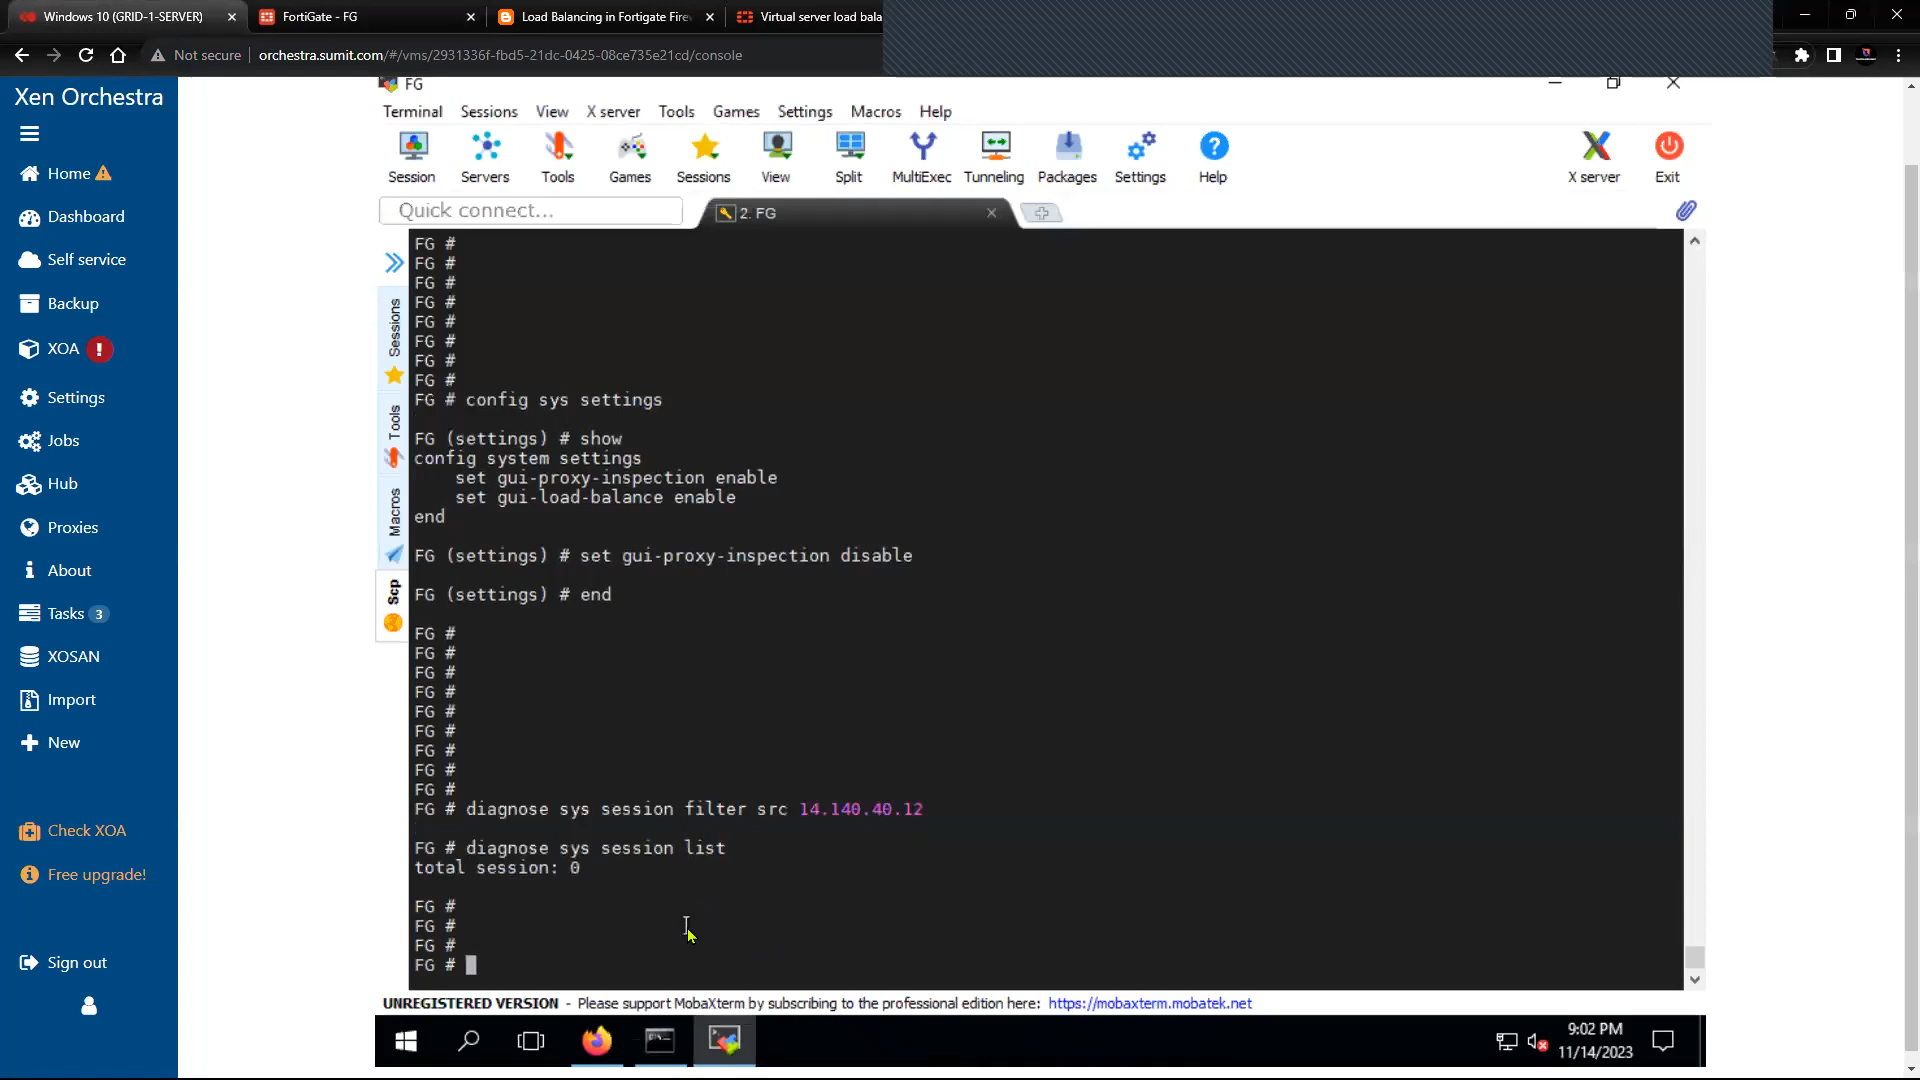 Windows 10 (GRID-1-SERVER)
FortiGate - FG
Load Balancing in Fortigate Fire
Virtual server load bala
Not secure
orchestra.sumit.com/#/vms/2931336f-fbd5-21dc-0425-08ce735e21cd/console
Xen Orchestra
Home
Dashboard
Self service
Backup
XOA
Settings
Jobs
Hub
Proxies
About
Tasks 3
XOSAN
Import
New
Check XOA
Free upgrade!
Sign out
FG
Terminal Sessions View X server Tools Games Settings Macros Help
Session Servers Tools Games Sessions View Split MultiExec Tunneling Packages Settings Help X server Exit
Quick connect...
2. FG
Sessions
Tools
Macros
Scp
FG #
FG #
FG #
FG #
FG #
FG #
FG #
FG #
FG # config sys settings
FG (settings) # show
config system settings
set gui-proxy-inspection enable
set gui-load-balance enable
end
FG (settings) # set gui-proxy-inspection disable
FG (settings) # end
FG #
FG #
FG #
FG #
FG #
FG #
FG #
FG #
FG #
FG # diagnose sys session filter src 14.140.40.12
FG # diagnose sys session list
total session: 0
FG #
FG #
FG #
FG #
UNREGISTERED VERSION - Please support MobaXterm by subscribing to the professional edition here: https://mobaxterm.mobatek.net
9:02 PM
11/14/2023